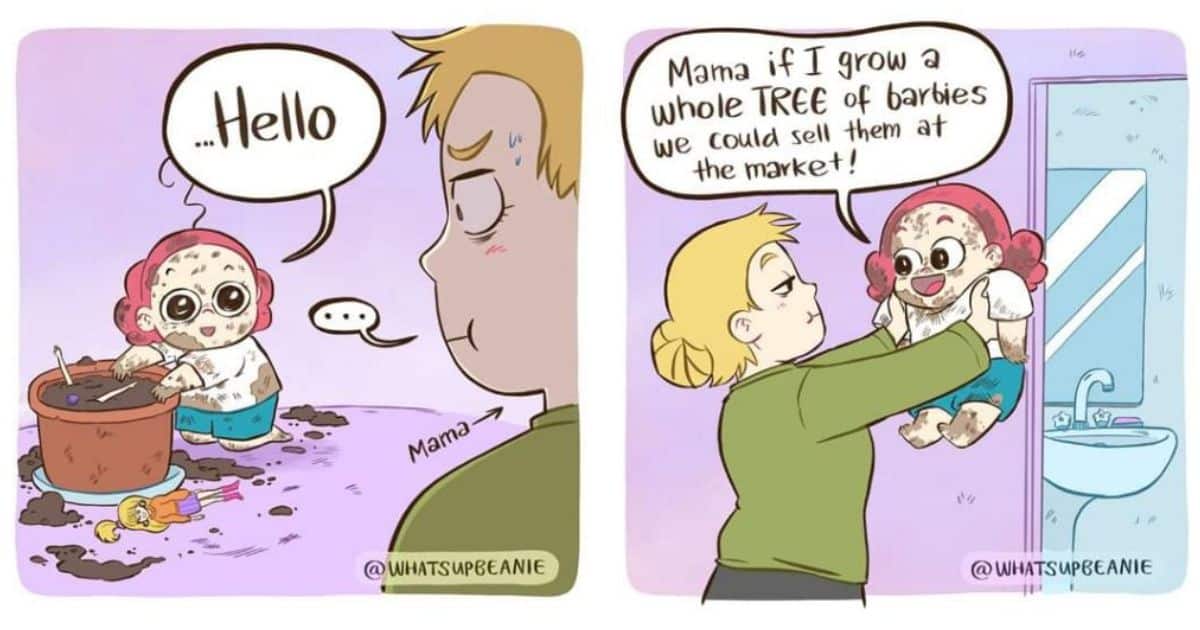 ...Hello
...
Mama
@WHATSUPBEANIE
Mama if I grow a
whole TREE of barbies
we could sell them at
the market!
@WHATSUPBEANIE